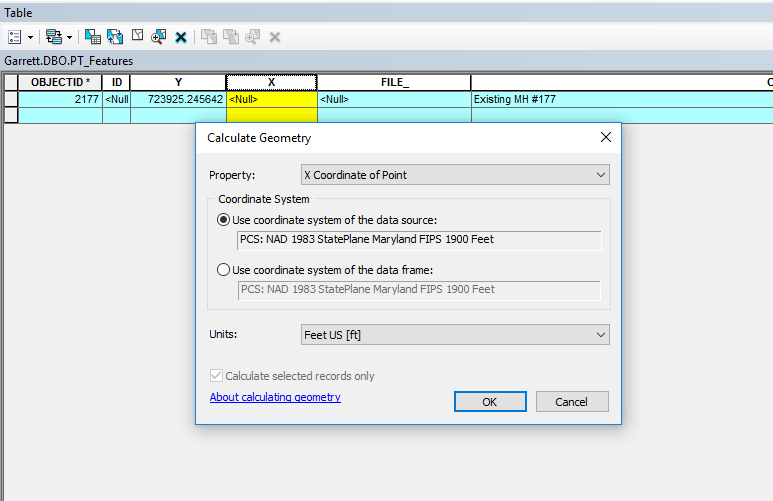 Table
Garrett.DBO.PT_Features
OBJECTID * ID Y X FILE_
2177 <Null 723925.245642 <Null> <Null> Existing MH #177
Calculate Geometry
Property: X Coordinate of Point
Coordinate System
Use coordinate system of the data source:
PCS: NAD 1983 StatePlane Maryland FIPS 1900 Feet
Use coordinate system of the data frame:
PCS: NAD 1983 StatePlane Maryland FIPS 1900 Feet
Units: Feet US [ft]
Calculate selected records only
About calculating geometry
OK Cancel